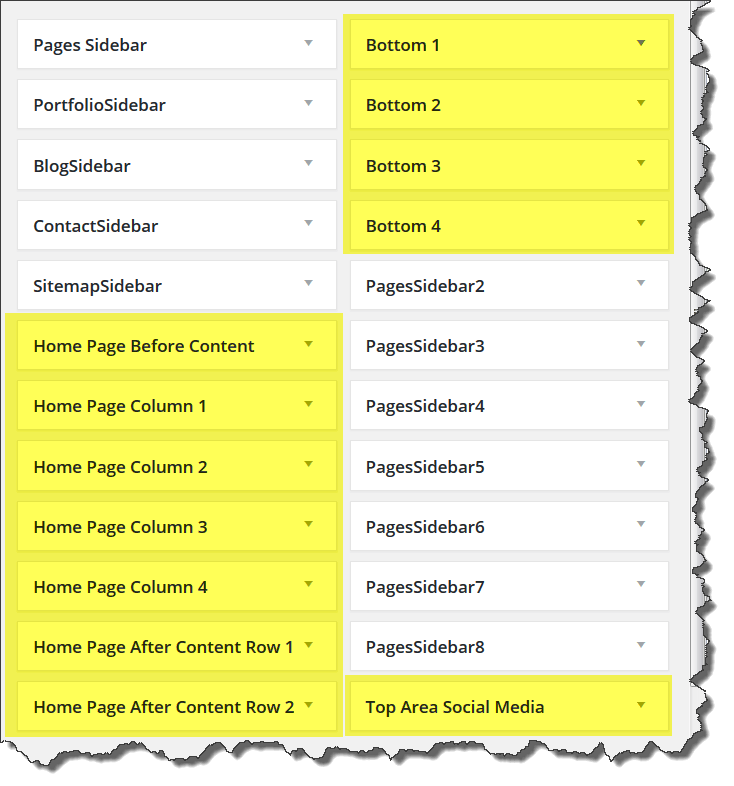 Pages Sidebar
PortfolioSidebar
BlogSidebar
ContactSidebar
SitemapSidebar
Home Page Before Content
Home Page Column 1
Home Page Column 2
Home Page Column 3
Home Page Column 4
Home Page After Content Row 1
Home Page After Content Row 2
Bottom 1
Bottom 2
Bottom 3
Bottom 4
PagesSidebar2
PagesSidebar3
PagesSidebar4
PagesSidebar5
PagesSidebar6
PagesSidebar7
PagesSidebar8
Top Area Social Media